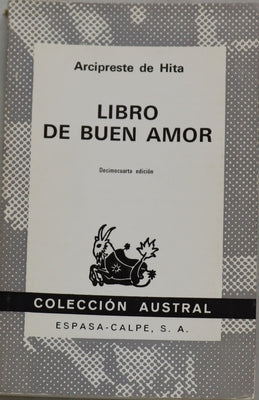 Arcipreste de Hita
LIBRO
DE BUEN AMOR
Decimocuarta edición
COLECCIÓN AUSTRAL
ESPASA-CALPE, S. A.